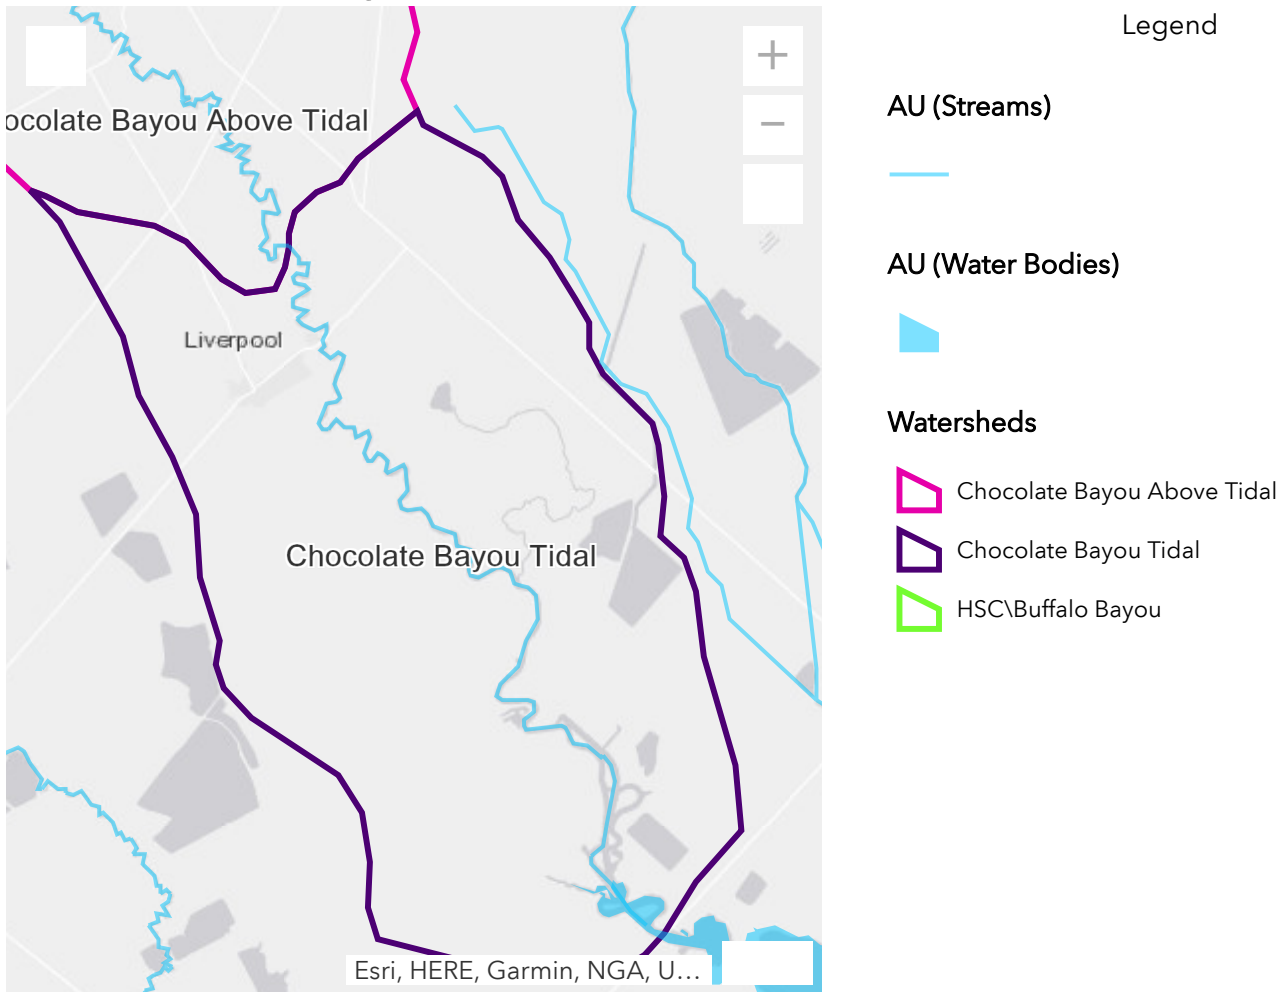 ocolate Bayou Above Tidal
Liverpool
Chocolate Bayou Tidal
+
−
Esri, HERE, Garmin, NGA, U...
Legend
AU (Streams)
AU (Water Bodies)
Watersheds
Chocolate Bayou Above Tidal
Chocolate Bayou Tidal
HSC\Buffalo Bayou